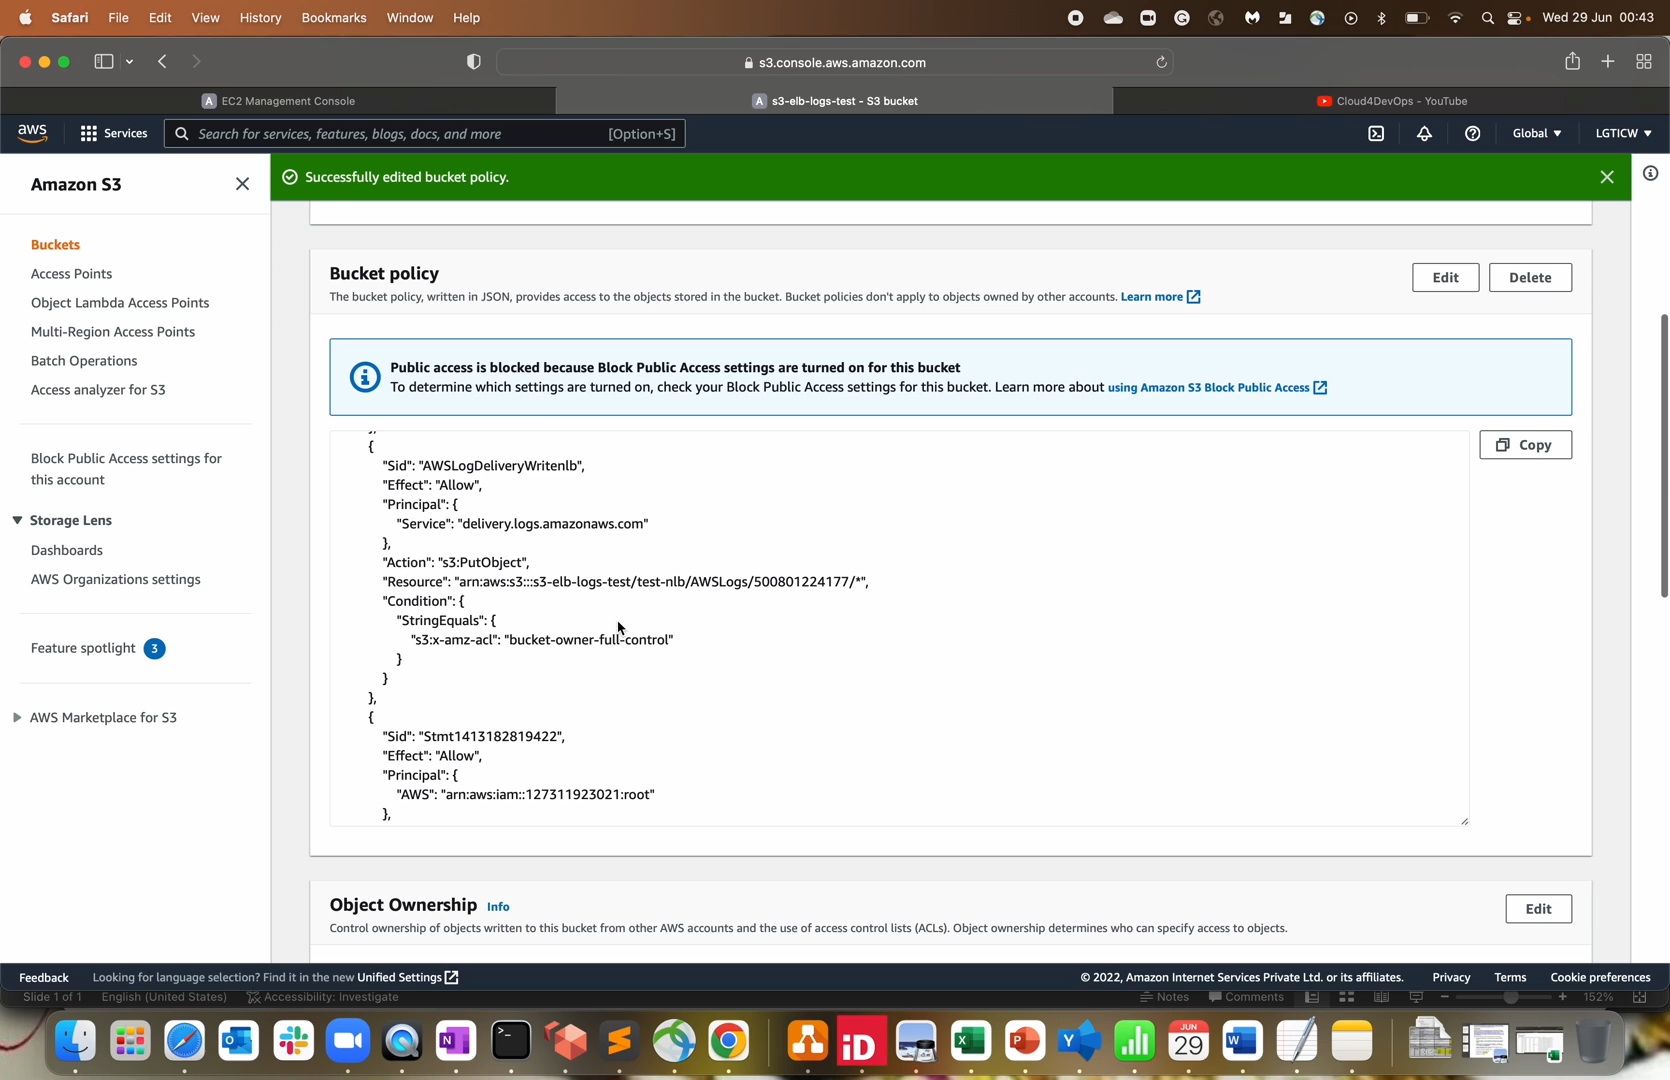 Safari File Edit View History Bookmarks Window Help Wed 29 Jun 00:43
s3.console.aws.amazon.com
A EC2 Management Console
A s3-elb-logs-test - S3 bucket
Cloud4DevOps - YouTube
aws Services Search for services, features, blogs, docs, and more [Option+S] Global ▼ LGTICW ▼
Amazon S3
Successfully edited bucket policy.
Buckets
Access Points
Object Lambda Access Points
Multi-Region Access Points
Batch Operations
Access analyzer for S3
Block Public Access settings for
this account
Storage Lens
Dashboards
AWS Organizations settings
Feature spotlight 3
AWS Marketplace for S3
Bucket policy
Edit Delete
The bucket policy, written in JSON, provides access to the objects stored in the bucket. Bucket policies don't apply to objects owned by other accounts. Learn more
Public access is blocked because Block Public Access settings are turned on for this bucket
To determine which settings are turned on, check your Block Public Access settings for this bucket. Learn more about using Amazon S3 Block Public Access
Copy
},
{
"Sid": "AWSLogDeliveryWritenlb",
"Effect": "Allow",
"Principal": {
"Service": "delivery.logs.amazonaws.com"
},
"Action": "s3:PutObject",
"Resource": "arn:aws:s3:::s3-elb-logs-test/test-nlb/AWSLogs/500801224177/*",
"Condition": {
"StringEquals": {
"s3:x-amz-acl": "bucket-owner-full-control"
}
}
},
{
"Sid": "Stmt1413182819422",
"Effect": "Allow",
"Principal": {
"AWS": "arn:aws:iam::127311923021:root"
},
Object Ownership Info
Edit
Control ownership of objects written to this bucket from other AWS accounts and the use of access control lists (ACLs). Object ownership determines who can specify access to objects.
Feedback Looking for language selection? Find it in the new Unified Settings © 2022, Amazon Internet Services Private Ltd. or its affiliates. Privacy Terms Cookie preferences
Slide 1 of 1 English (United States) Accessibility: Investigate Notes Comments 152%
JUN
29